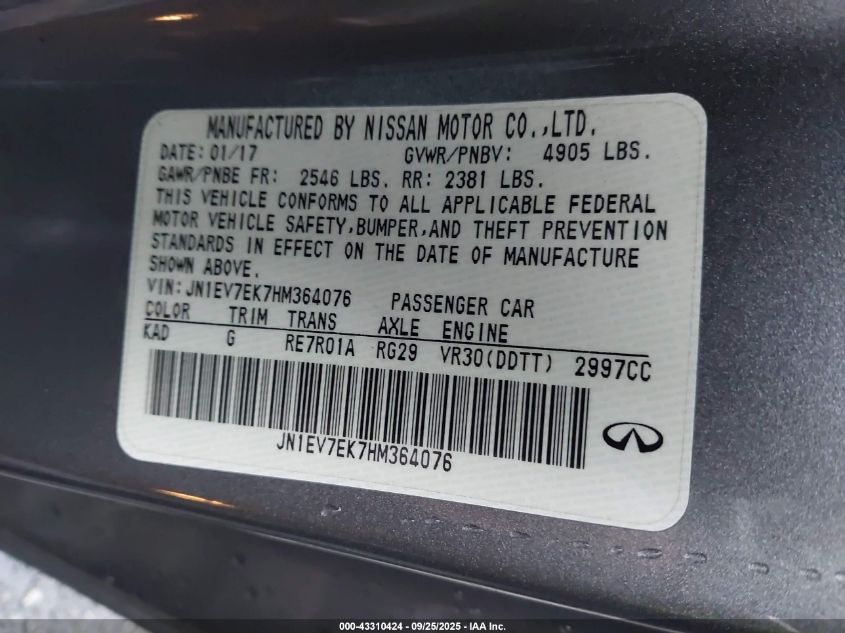 MANUFACTURED BY NISSAN MOTOR CO.,LTD.
DATE: 01/17 GVWR/PNBV: 4905 LBS.
GAWR/PNBE FR: 2546 LBS. RR: 2381 LBS.
THIS VEHICLE CONFORMS TO ALL APPLICABLE FEDERAL
MOTOR VEHICLE SAFETY,BUMPER,AND THEFT PREVENTION
STANDARDS IN EFFECT ON THE DATE OF MANUFACTURE
SHOWN ABOVE.
VIN:JN1EV7EK7HM364076 PASSENGER CAR
COLOR TRIM TRANS AXLE ENGINE
KAD G RE7R01A RG29 VR30(DDTT) 2997CC
JN1EV7EK7HM364076
000-43310424 - 09/25/2025 - IAA Inc.